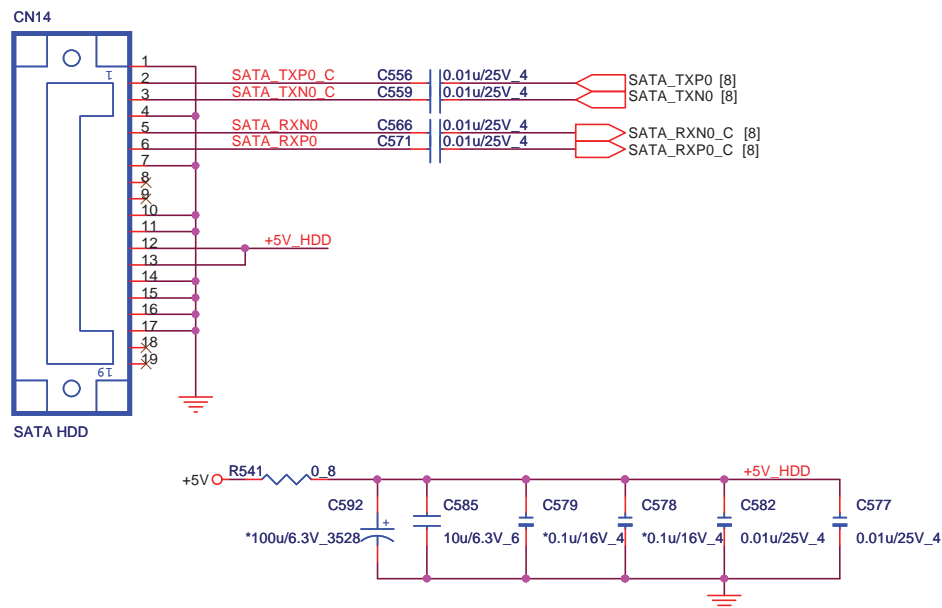 CN14
1
1
2 SATA_TXP0_C C556 0.01u/25V_4 SATA_TXP0 [8]
3 SATA_TXN0_C C559 0.01u/25V_4 SATA_TXN0 [8]
4
5 SATA_RXN0 C566 0.01u/25V_4 SATA_RXN0_C [8]
6 SATA_RXP0 C571 0.01u/25V_4 SATA_RXP0_C [8]
7
8
9
10
11
12 +5V_HDD
13
14
15
16
17
18
19
19
SATA HDD
+5V R541 0_8 +5V_HDD
C592 C585 C579 C578 C582 C577
+
*100u/6.3V_3528 10u/6.3V_6 *0.1u/16V_4 *0.1u/16V_4 0.01u/25V_4 0.01u/25V_4